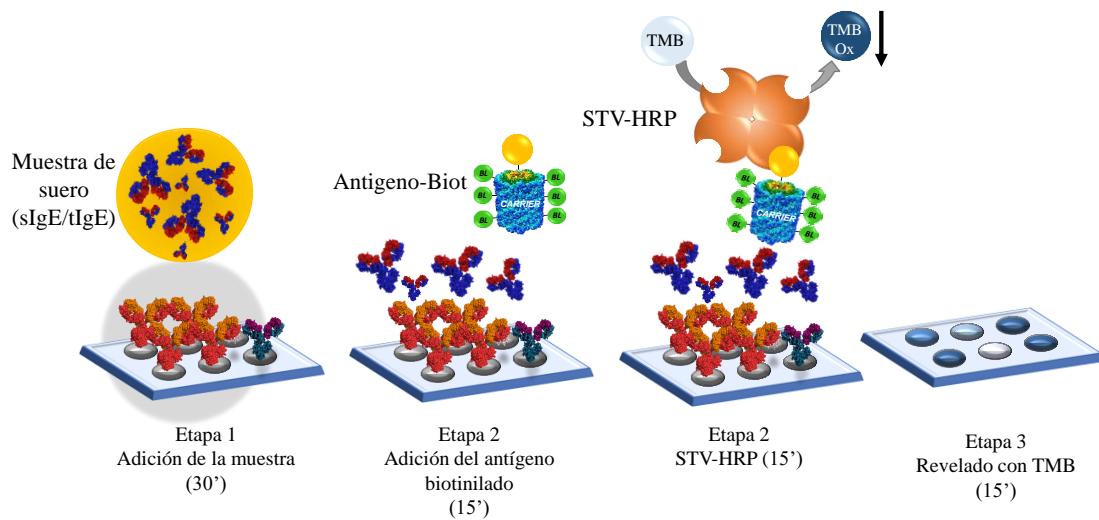 TMB
TMB
Ox
STV-HRP
Muestra de
suero
(sIgE/tIgE)
Antigeno-Biot
BL
BL
BL
BL
BL
BL
CARRIER
BL
BL
BL
BL
BL
BL
CARRIER
Etapa 1
Adición de la muestra
(30’)
Etapa 2
Adición del antígeno
biotinilado
(15’)
Etapa 2
STV-HRP (15’)
Etapa 3
Revelado con TMB
(15’)